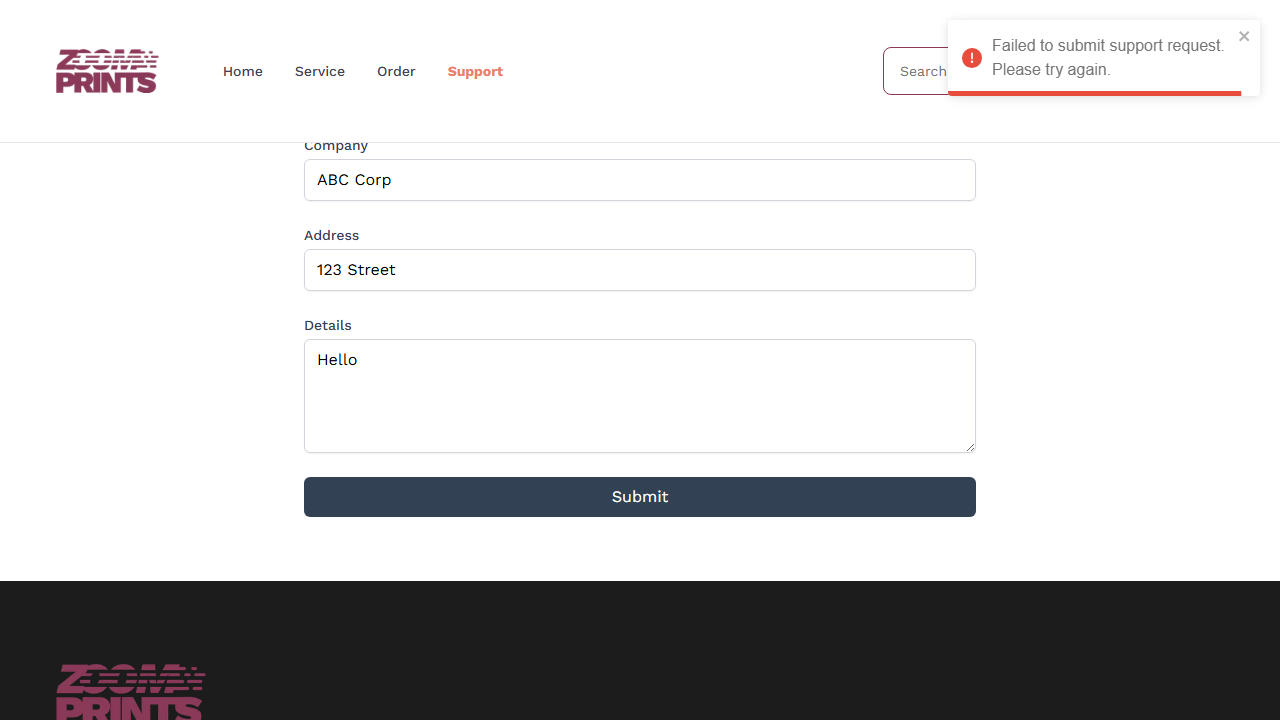 ZOOM
PRINTS
Home
Service
Order
Support
Search
Failed to submit support request.
Please try again.
Company
ABC Corp
Address
123 Street
Details
Hello
Submit
ZOOM
PRINTS